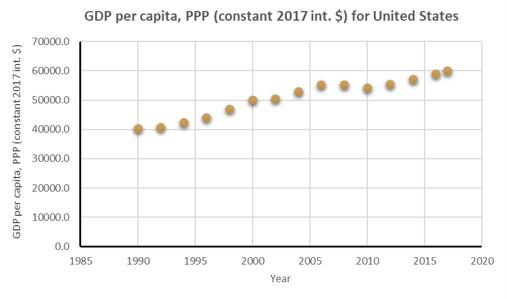 GDP per capita, PPP (constant 2017 int. $) for United States
GDP per capita, PPP (constant 2017 int. $)
70000.0
60000.0
50000.0
40000.0
30000.0
20000.0
10000.0
0.0
1985 1990 1995 2000 2005 2010 2015 2020
Year